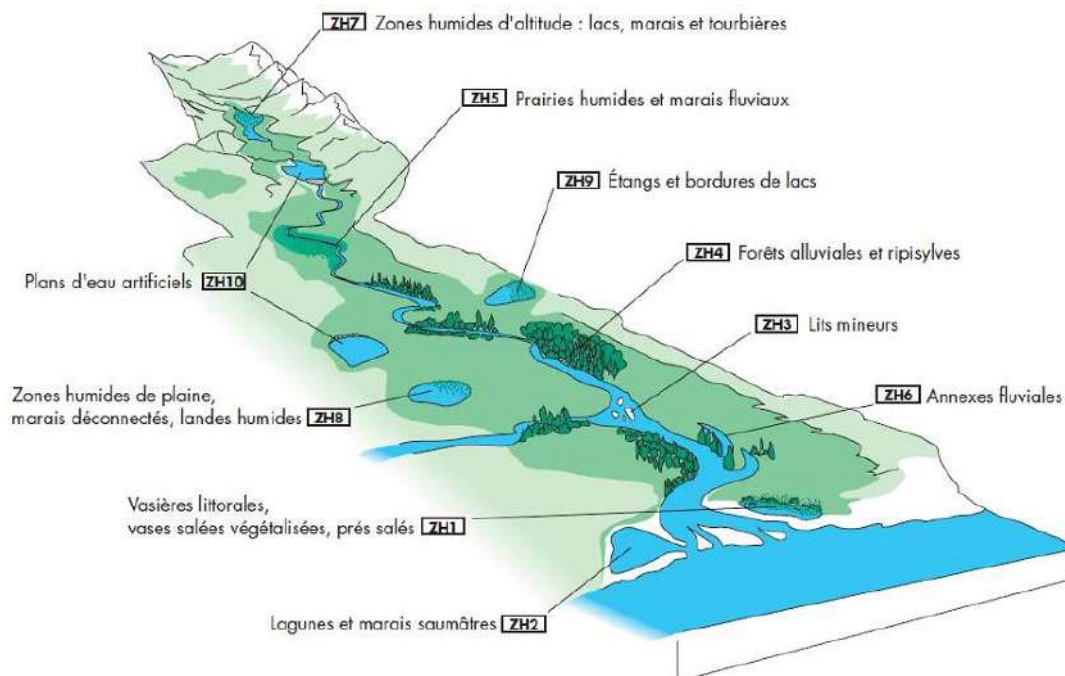 ZH7 Zones humides d'altitude : lacs, marais et tourbières
ZH5 Prairies humides et marais fluviaux
ZH9 Étangs et bordures de lacs
ZH4 Forêts alluviales et ripisylves
Plans d'eau artificiels ZH10
ZH3 Lits mineurs
Zones humides de plaine,
marais déconnectés, landes humides ZH8
ZH6 Annexes fluviales
Vasières littorales,
vases salées végétalisées, prés salés ZH1
Lagunes et marais saumâtres ZH2